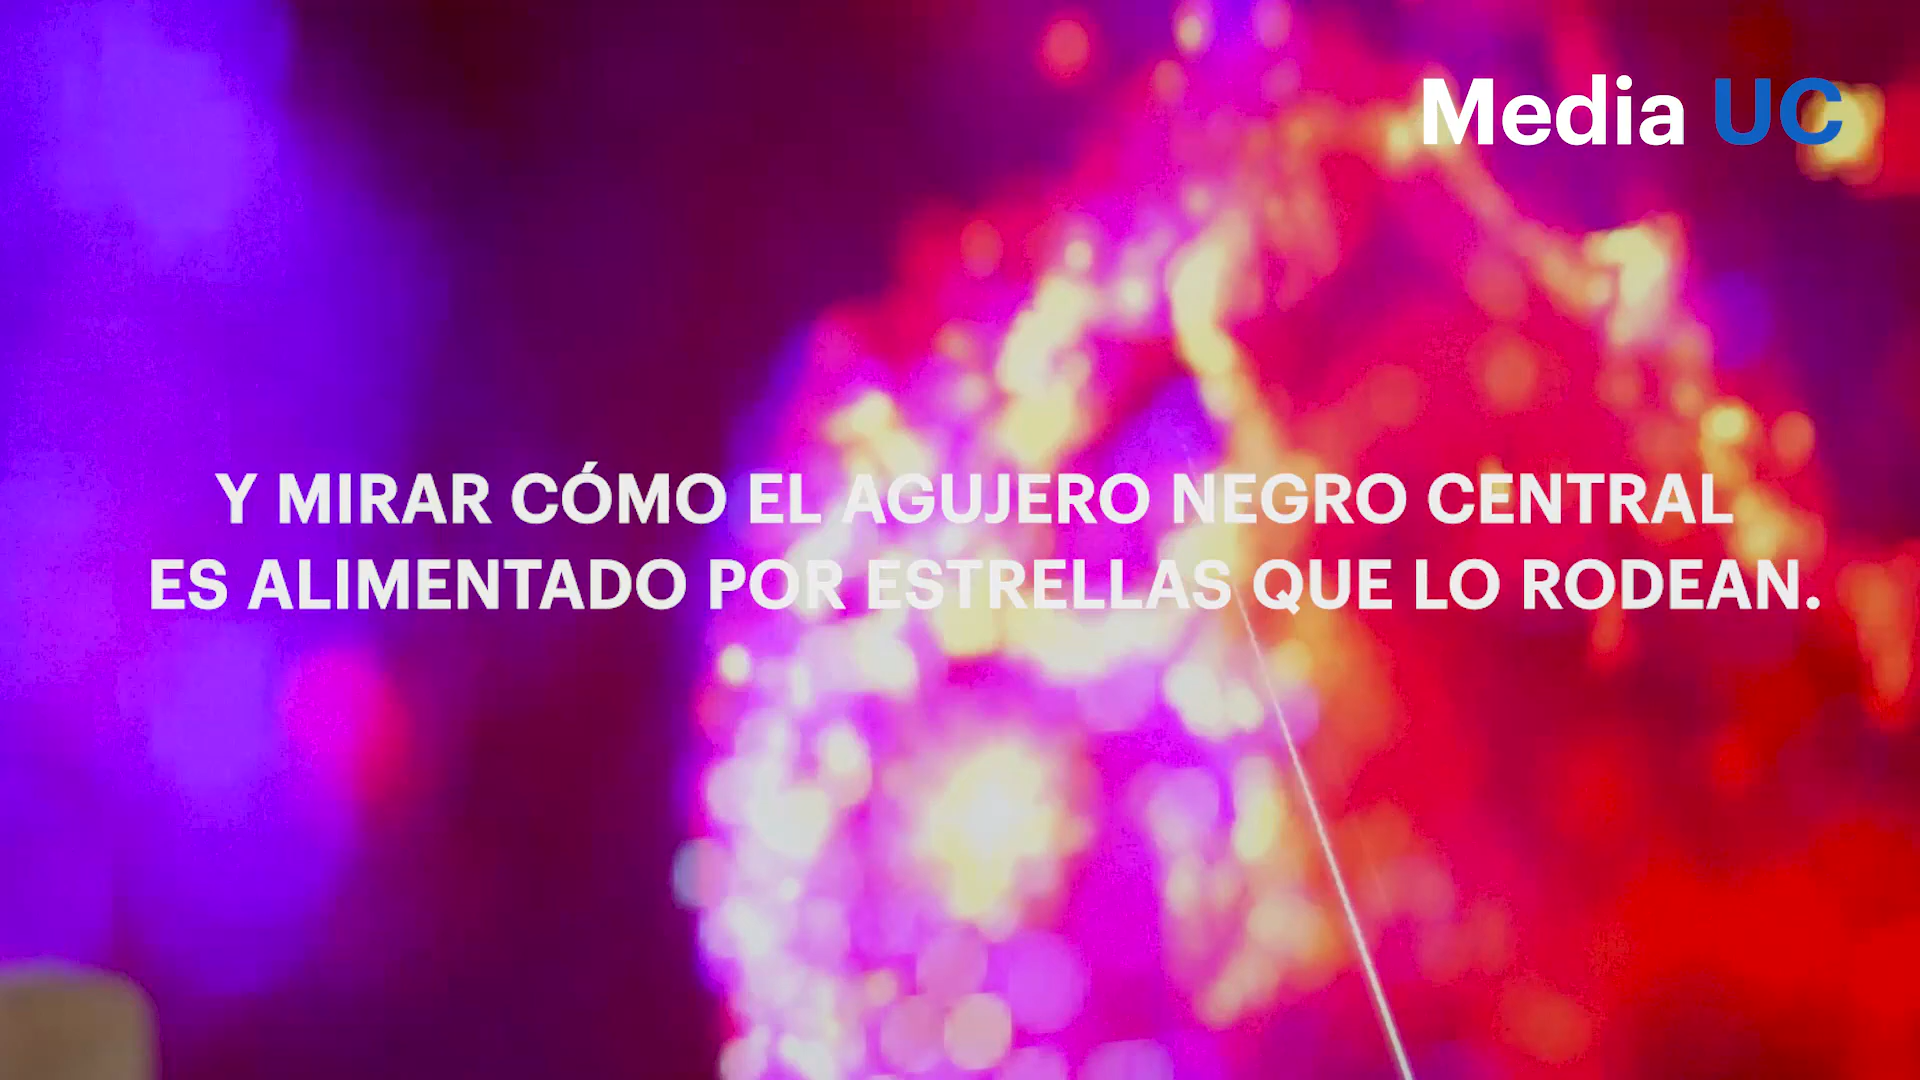 Media UC
Y MIRAR CÓMO EL AGUJERO NEGRO CENTRAL
ES ALIMENTADO POR ESTRELLAS QUE LO RODEAN.